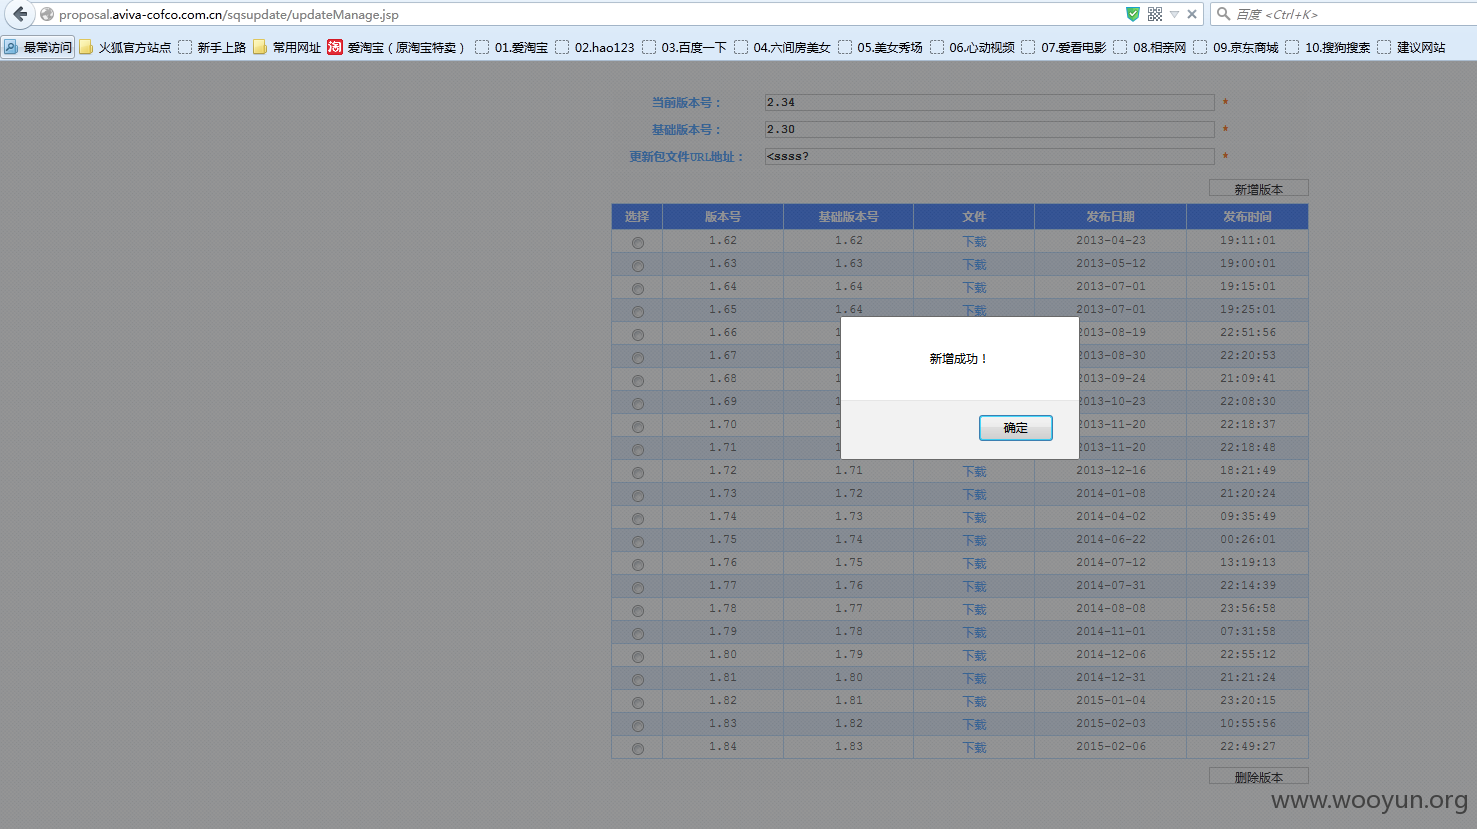 proposal.aviva-cofco.com.cn/sqsupdate/updateManage.jsp 百度 <Ctrl+K>
最常访问 火狐官方站点 新手上路 常用网址 淘 爱淘宝（原淘宝特卖） 01.爱淘宝 02.hao123 03.百度一下 04.六间房美女 05.美女秀场 06.心动视频 07.爱看电影 08.相亲网 09.京东商城 10.搜狗搜索 建议网站
当前版本号： 2.34 *
基础版本号： 2.30 *
更新包文件URL地址： <ssss? *
新增版本
选择 版本号 基础版本号 文件 发布日期 发布时间
1.62 1.62 下载 2013-04-23 19:11:01
1.63 1.63 下载 2013-05-12 19:00:01
1.64 1.64 下载 2013-07-01 19:15:01
1.65 1.64 下载 2013-07-01 19:25:01
1.66 1 2013-08-19 22:51:56
1.67 1 2013-08-30 22:20:53
1.68 1 2013-09-24 21:09:41
1.69 1 2013-10-23 22:08:30
1.70 1 2013-11-20 22:18:37
1.71 1 2013-11-20 22:18:48
新增成功！
确定
1.72 1.71 下载 2013-12-16 18:21:49
1.73 1.72 下载 2014-01-08 21:20:24
1.74 1.73 下载 2014-04-02 09:35:49
1.75 1.74 下载 2014-06-22 00:26:01
1.76 1.75 下载 2014-07-12 13:19:13
1.77 1.76 下载 2014-07-31 22:14:39
1.78 1.77 下载 2014-08-08 23:56:58
1.79 1.78 下载 2014-11-01 07:31:58
1.80 1.79 下载 2014-12-06 22:55:12
1.81 1.80 下载 2014-12-31 21:21:24
1.82 1.81 下载 2015-01-04 23:20:15
1.83 1.82 下载 2015-02-03 10:55:56
1.84 1.83 下载 2015-02-06 22:49:27
删除版本
www.wooyun.org